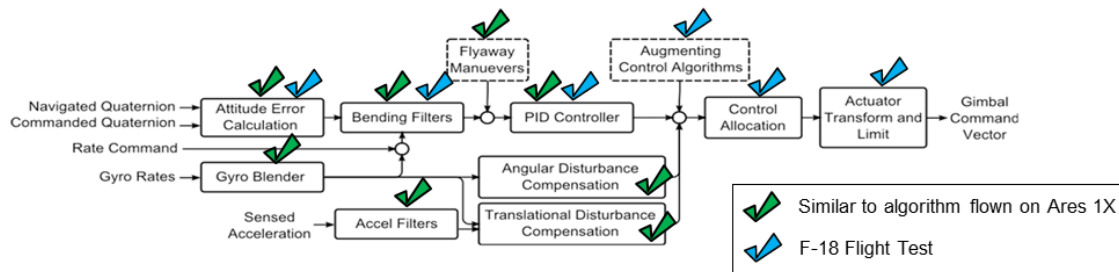 Flyaway
Manuevers
Augmenting
Control Algorithms
Navigated Quaternion
Commanded Quaternion
Attitude Error
Calculation
Bending Filters
PID Controller
Control
Allocation
Actuator
Transform and
Limit
Gimbal
Command
Vector
Rate Command
Gyro Rates
Gyro Blender
Angular Disturbance
Compensation
Sensed
Acceleration
Accel Filters
Translational Disturbance
Compensation
Similar to algorithm flown on Ares 1X
F-18 Flight Test